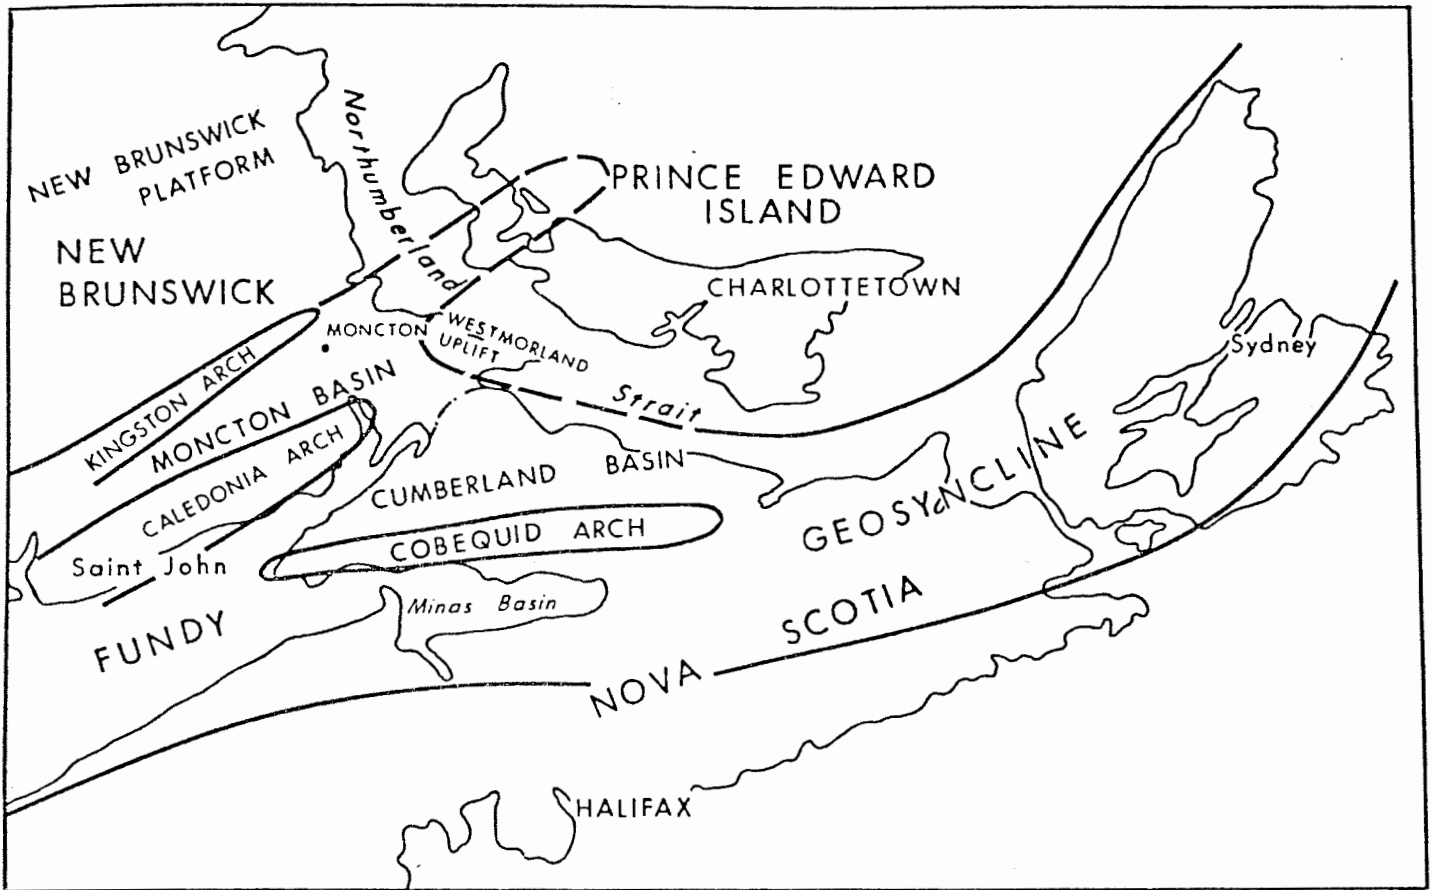 NEW BRUNSWICK
PLATFORM
Northumberland
Strait
PRINCE EDWARD
ISLAND
NEW
BRUNSWICK
CHARLOTTETOWN
MONCTON
WESTMORLAND
UPLIFT
Sydney
KINGSTON ARCH
MONCTON BASIN
CALEDONIA ARCH
CUMBERLAND BASIN
COBEQUID ARCH
Saint John
Minas Basin
FUNDY
GEOSYNCLINE
NOVA SCOTIA
HALIFAX